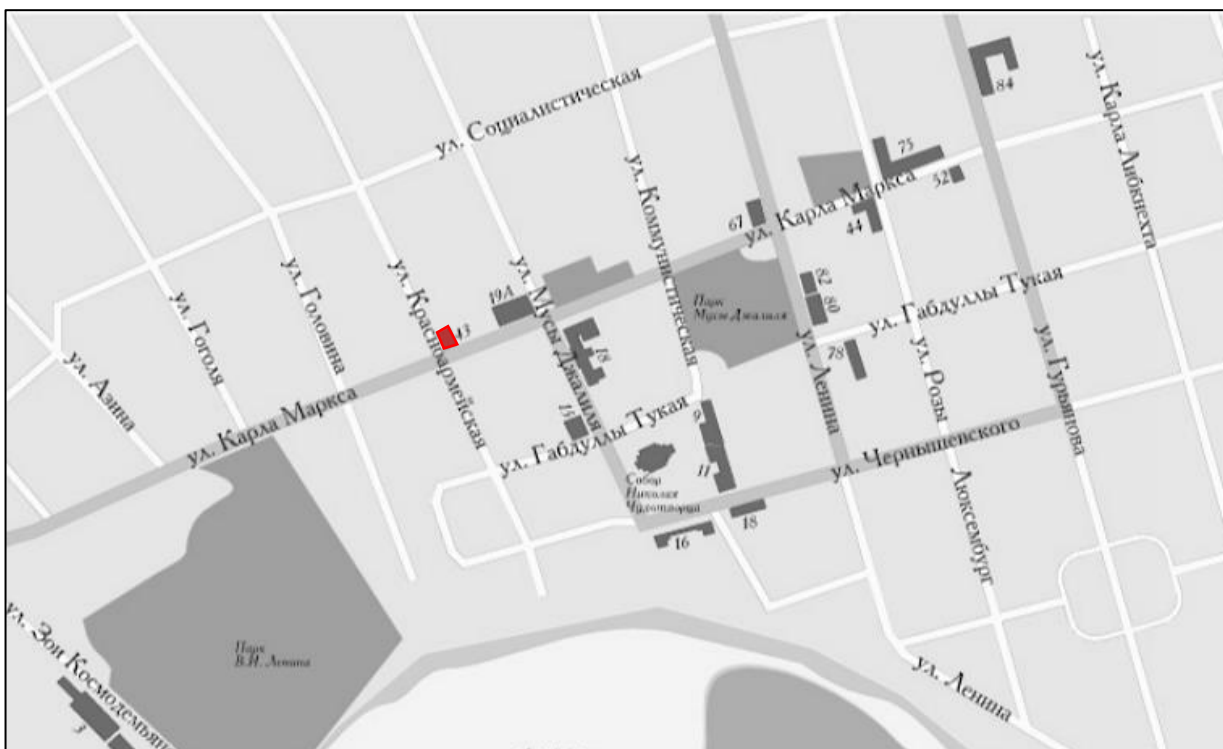 84
ул. Карла Либкнехта
ул. Социалистическая
75
52
ул. Коммунистическая
67
ул. Карла Маркса
44
ул. Гоголя
ул. Головина
ул. Красноармейская
19А
ул. Мусы Джалиля
82
80
Парк
Мусы Джалиля
ул. Габдуллы Тукая
43
18
78
ул. Ленина
ул. Розы Люксембург
ул. Гурьянова
ул. Азина
ул. Карла Маркса
15
ул. Габдуллы Тукая
9
11
ул. Чернышевского
Собор
Николая
Чудотворца
16
18
ул. Зои Космодемьян
Парк
В.И. Ленина
3
ул. Ленина